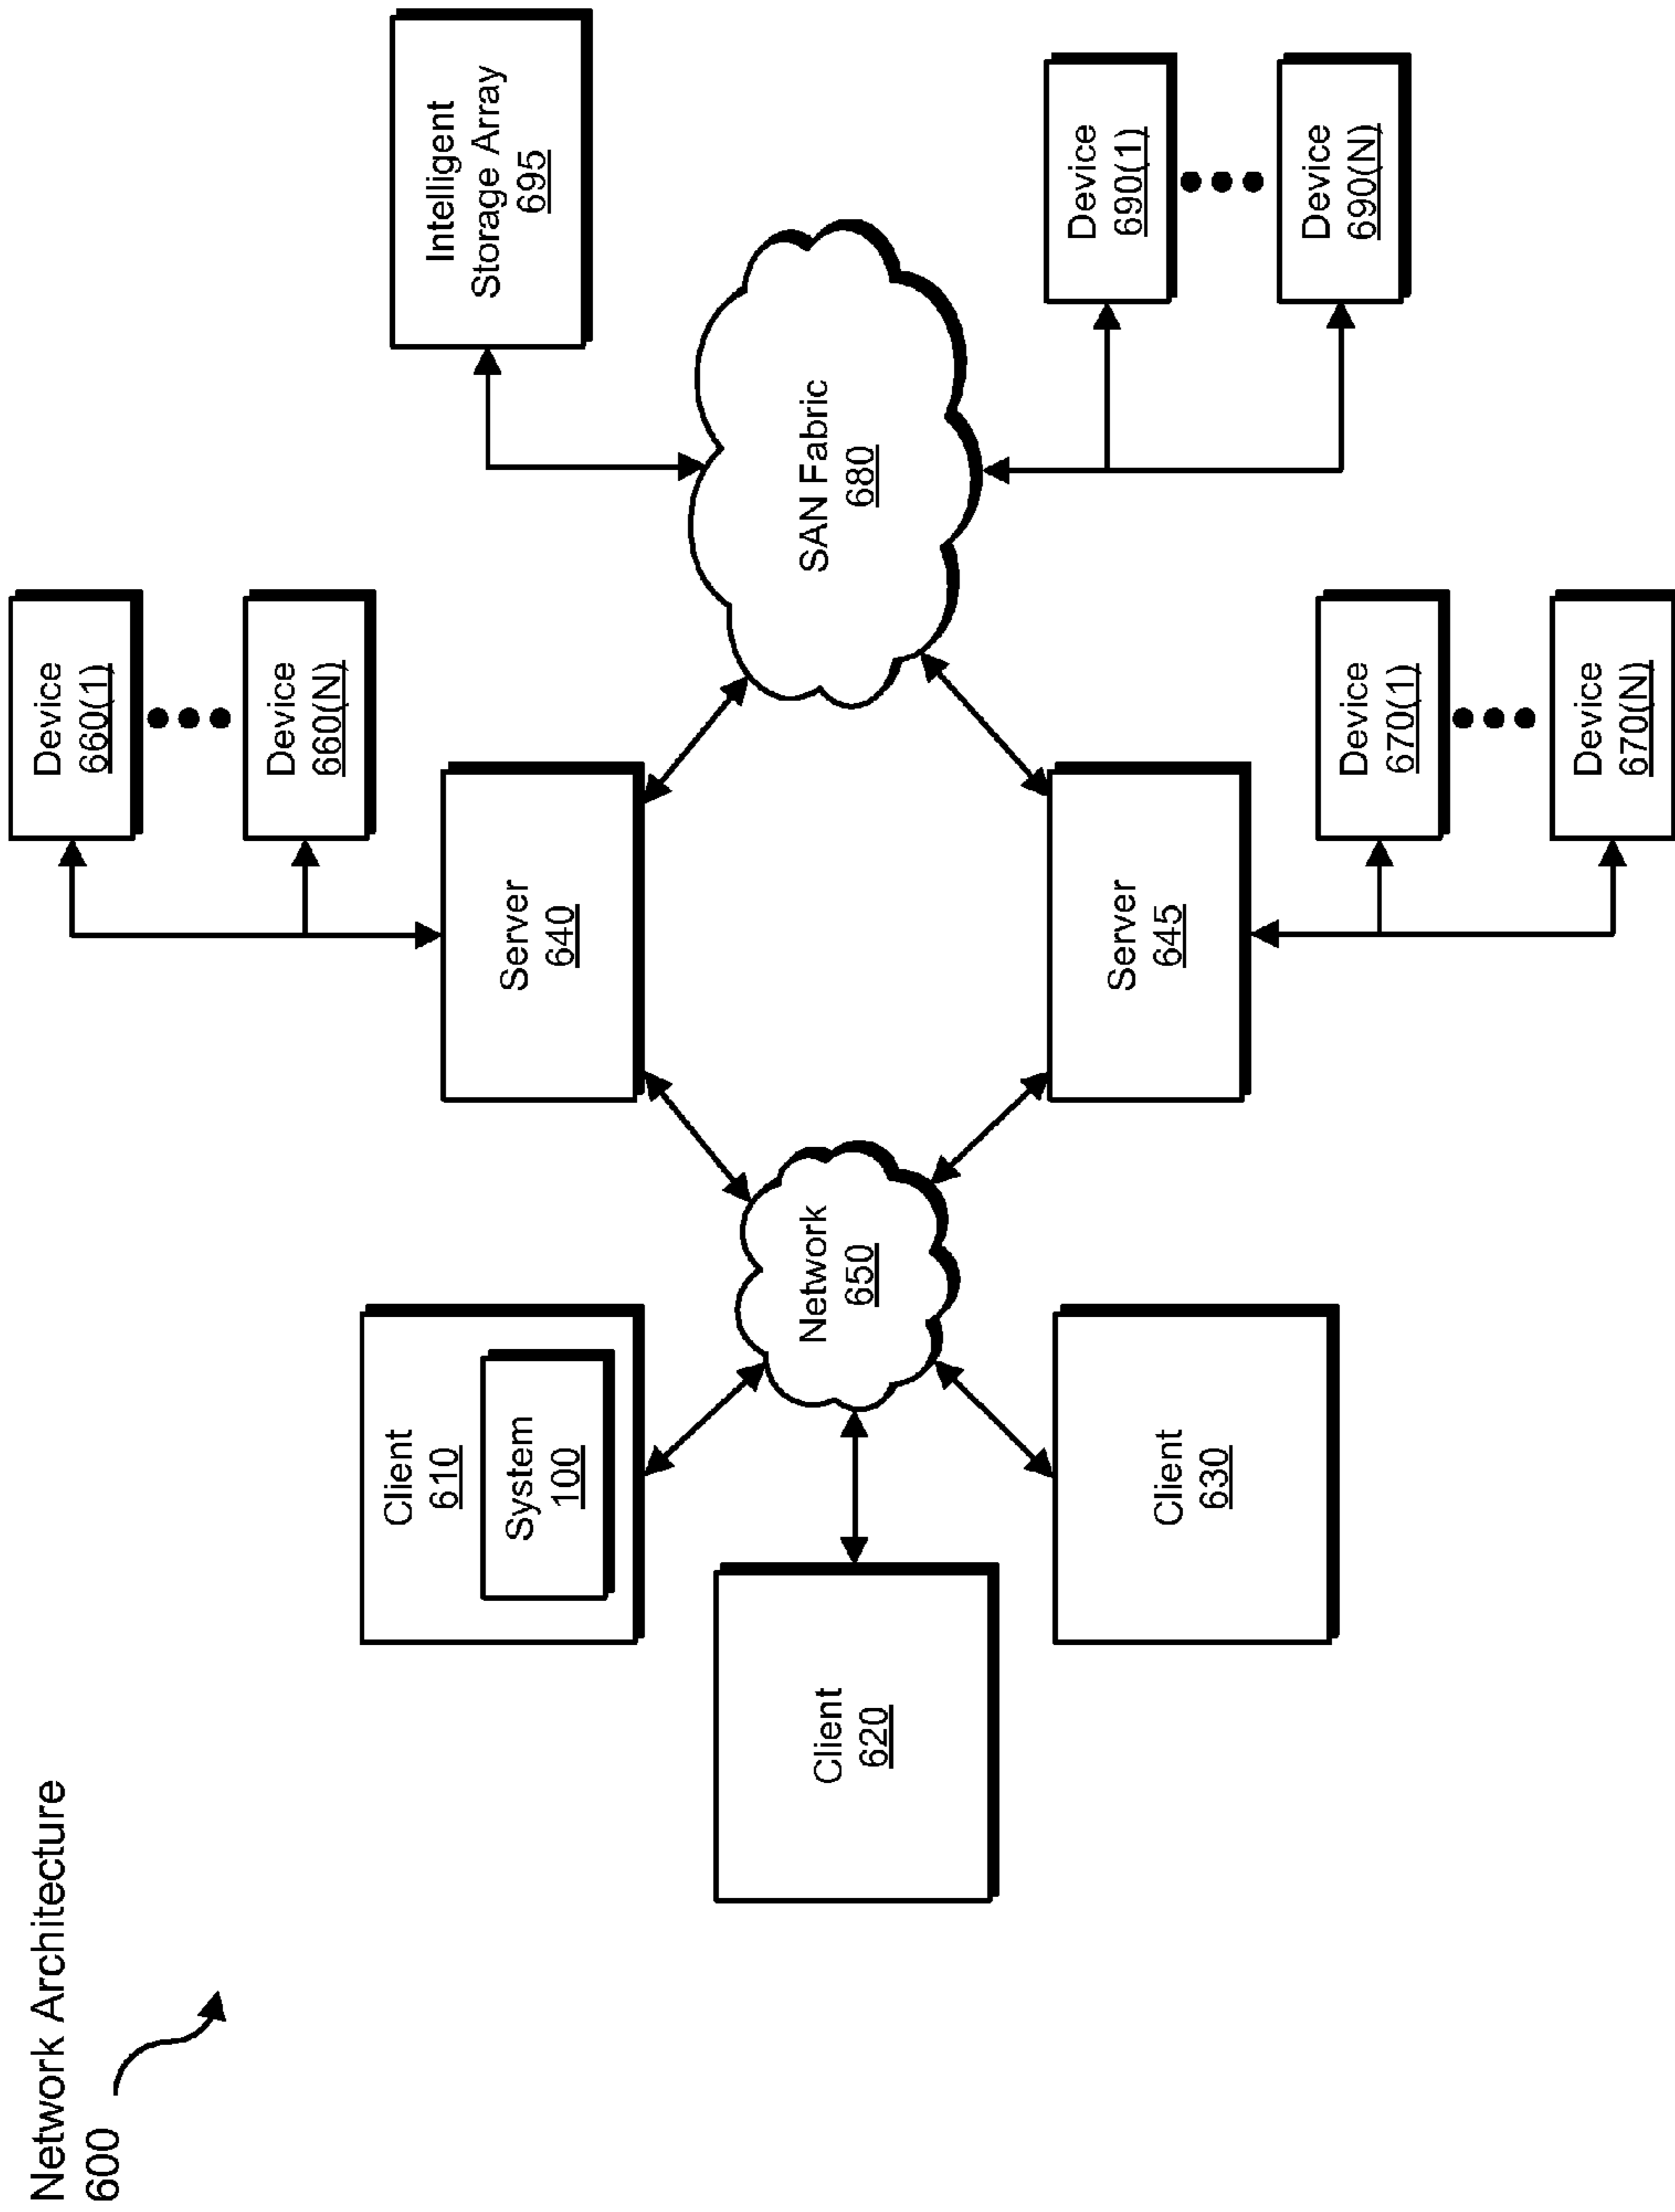 Network Architecture
600
Client
610
System
100
Client
620
Client
630
Network
650
Server
640
Server
645
Device
660(1)
Device
660(N)
Device
670(1)
Device
670(N)
SAN Fabric
680
Intelligent
Storage Array
695
Device
690(1)
Device
690(N)